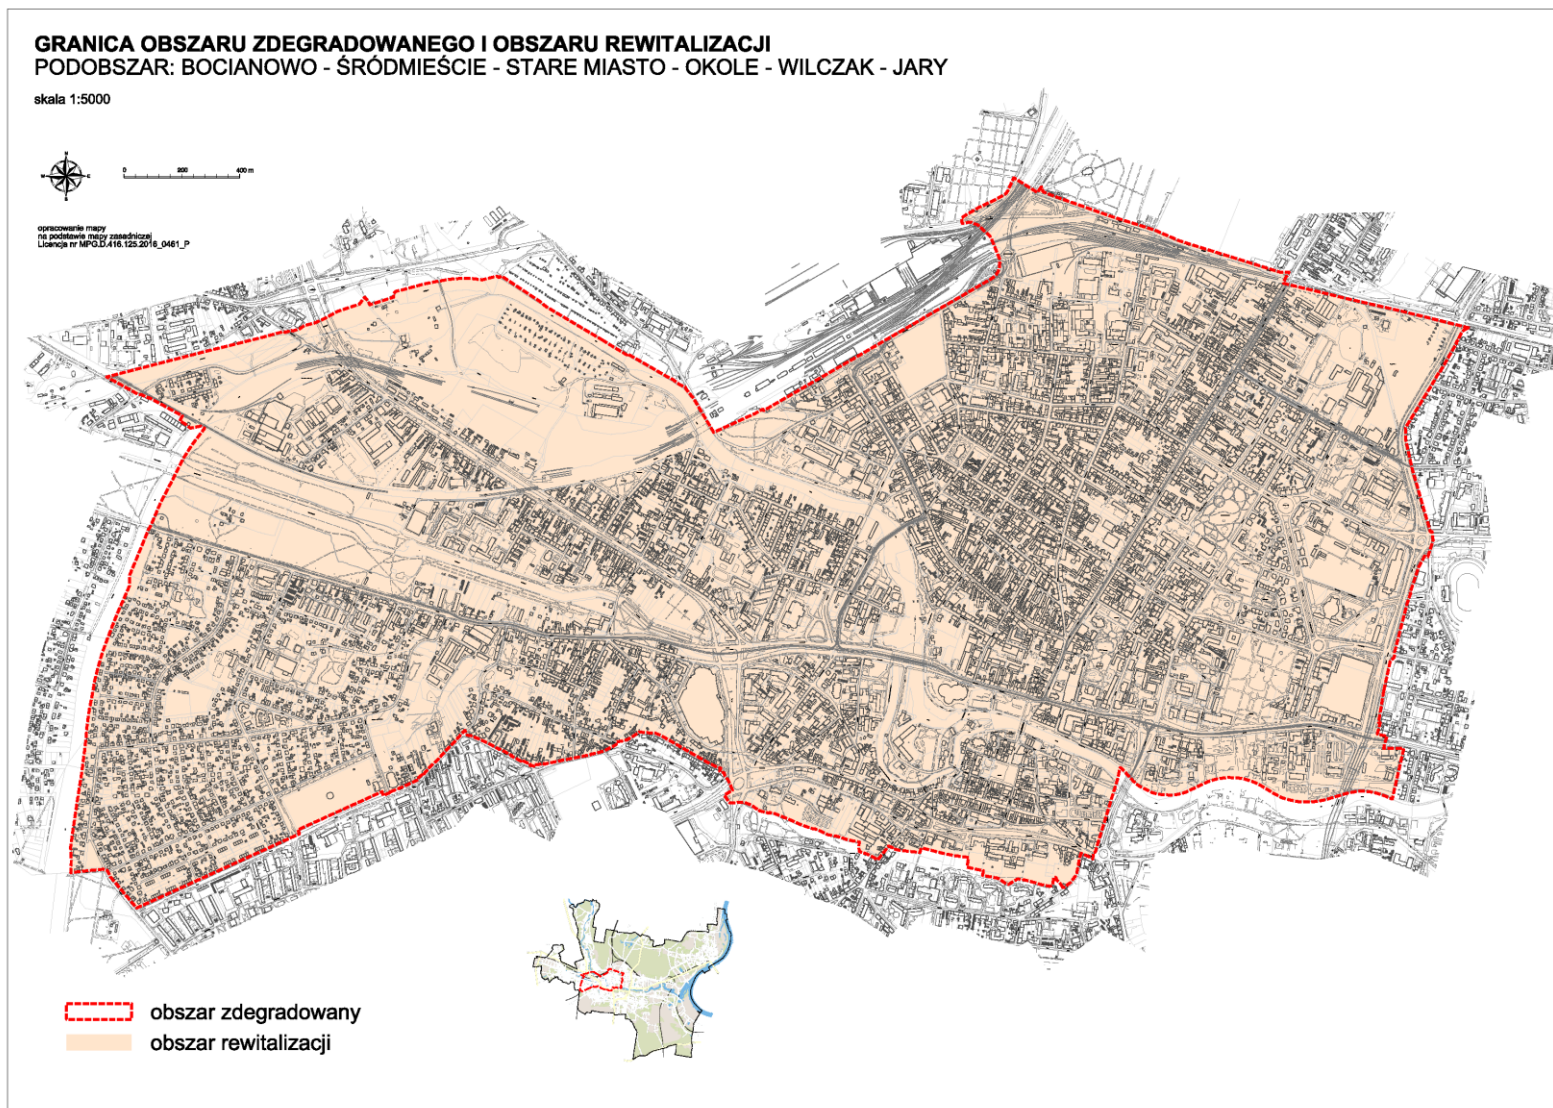 GRANICA OBSZARU ZDEGRADOWANEGO I OBSZARU REWITALIZACJI
PODOBSZAR: BOCIANOWO - ŚRÓDMIEŚCIE - STARE MIASTO - OKOLE - WILCZAK - JARY
skala 1:5000
N
W E
S
0 200 400 m
opracowanie mapy
na podstawie mapy zasadniczej
Licencja nr MPG.D.416.125.2016_0461_P
obszar zdegradowany
obszar rewitalizacji